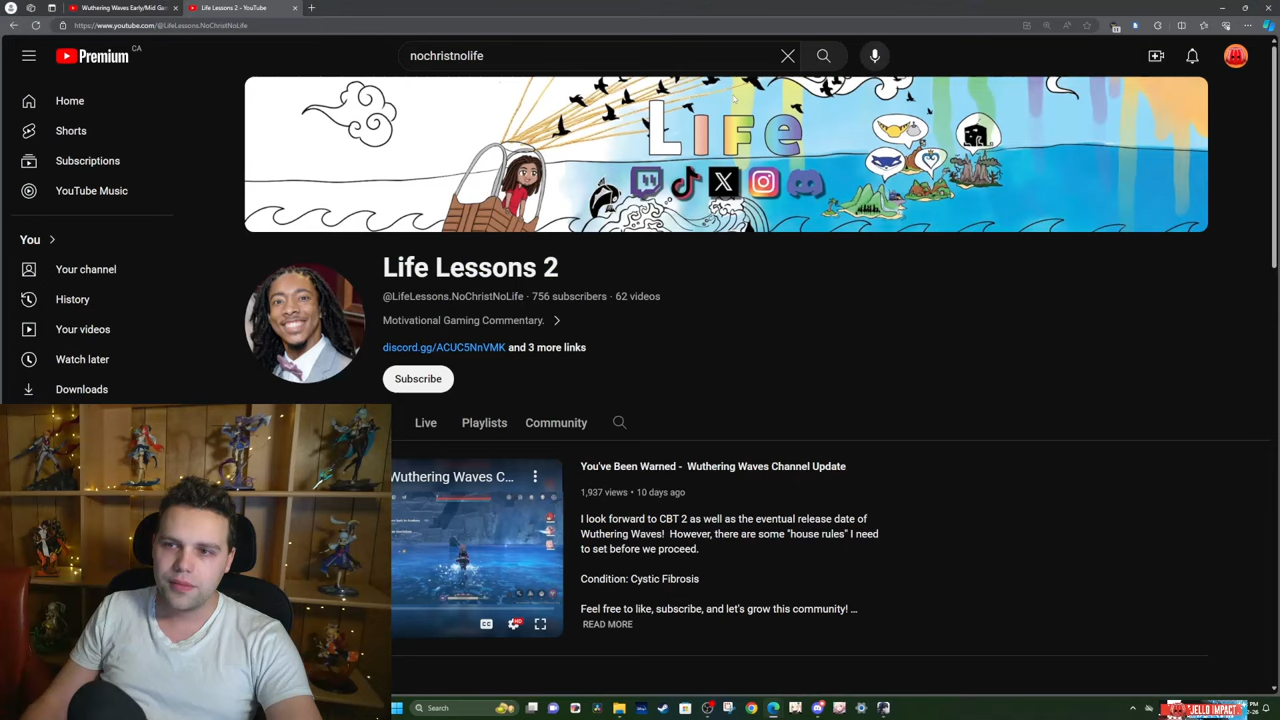 Wuthering Waves Early/Mid Gam
Life Lessons 2 - YouTube
https://www.youtube.com/@LifeLessons.NoChristNoLife
Premium
CA
nochristnolife
Home
Shorts
Subscriptions
YouTube Music
You
Your channel
History
Your videos
Watch later
Downloads
Life
Life Lessons 2
@LifeLessons.NoChristNoLife · 756 subscribers · 62 videos
Motivational Gaming Commentary.
discord.gg/ACUC5NnVMK and 3 more links
Subscribe
Live
Playlists
Community
Wuthering Waves C...
CC
HD
You've Been Warned - Wuthering Waves Channel Update
1,937 views • 10 days ago
I look forward to CBT 2 as well as the eventual release date of
Wuthering Waves! However, there are some "house rules" I need
to set before we proceed.
Condition: Cystic Fibrosis
Feel free to like, subscribe, and let's grow this community! ...
READ MORE
Search
JELLO IMPACT